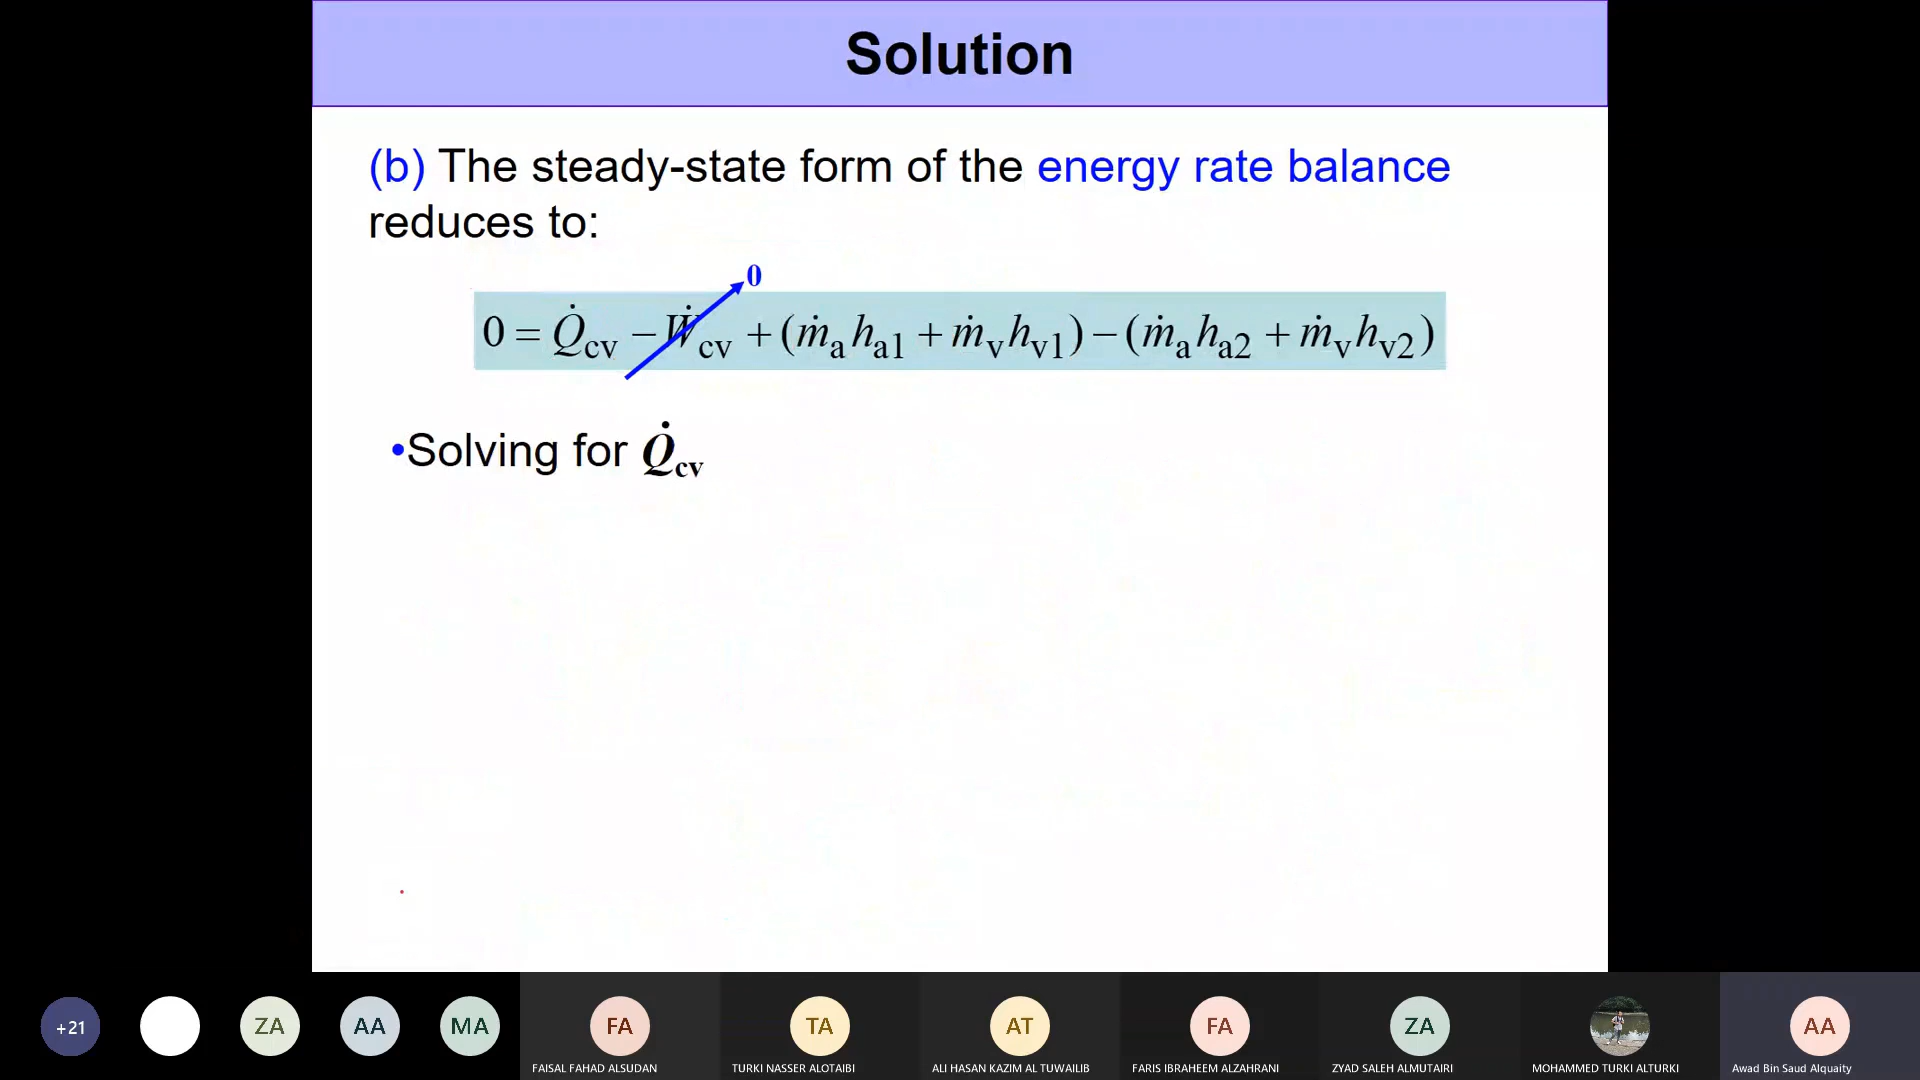 Solution
(b) The steady-state form of the energy rate balance
reduces to:
0
0 = Q̇cv − Ẇcv + (ṁa ha1 + ṁv hv1) − (ṁa ha2 + ṁv hv2)
•Solving for Q̇cv
+21
ZA
AA
MA
FA
TA
AT
FA
ZA
AA
FAISAL FAHAD ALSUDAN
TURKI NASSER ALOTAIBI
ALI HASAN KAZIM AL TUWAILIB
FARIS IBRAHEEM ALZAHRANI
ZYAD SALEH ALMUTAIRI
MOHAMMED TURKI ALTURKI
Awad Bin Saud Alquaity